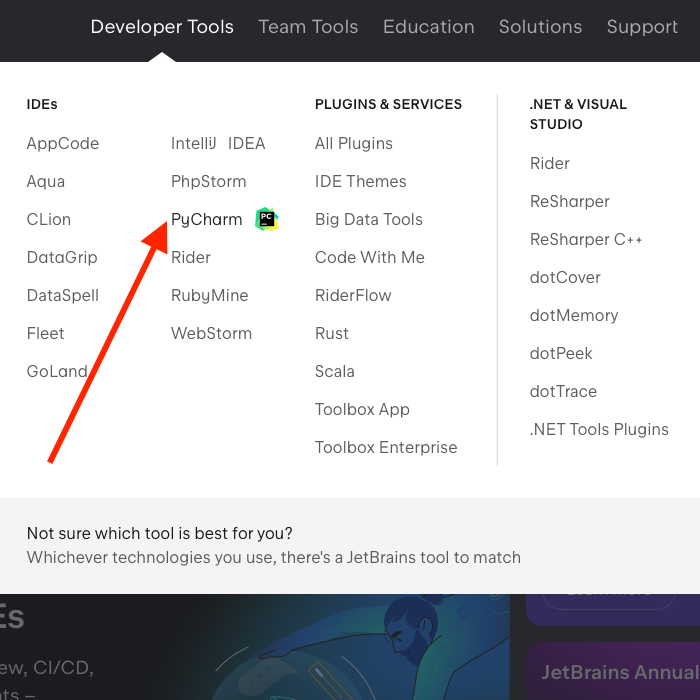 Developer Tools Team Tools Education Solutions Support
IDEs
AppCode
Aqua
CLion
DataGrip
DataSpell
Fleet
GoLand
IntelliJ IDEA
PhpStorm
PyCharm PC
Rider
RubyMine
WebStorm
PLUGINS & SERVICES
All Plugins
IDE Themes
Big Data Tools
Code With Me
RiderFlow
Rust
Scala
Toolbox App
Toolbox Enterprise
.NET & VISUAL
STUDIO
Rider
ReSharper
ReSharper C++
dotCover
dotMemory
dotPeek
dotTrace
.NET Tools Plugins
Not sure which tool is best for you?
Whichever technologies you use, there's a JetBrains tool to match
Es
ew, CI/CD,
nts –
JetBrains Annual